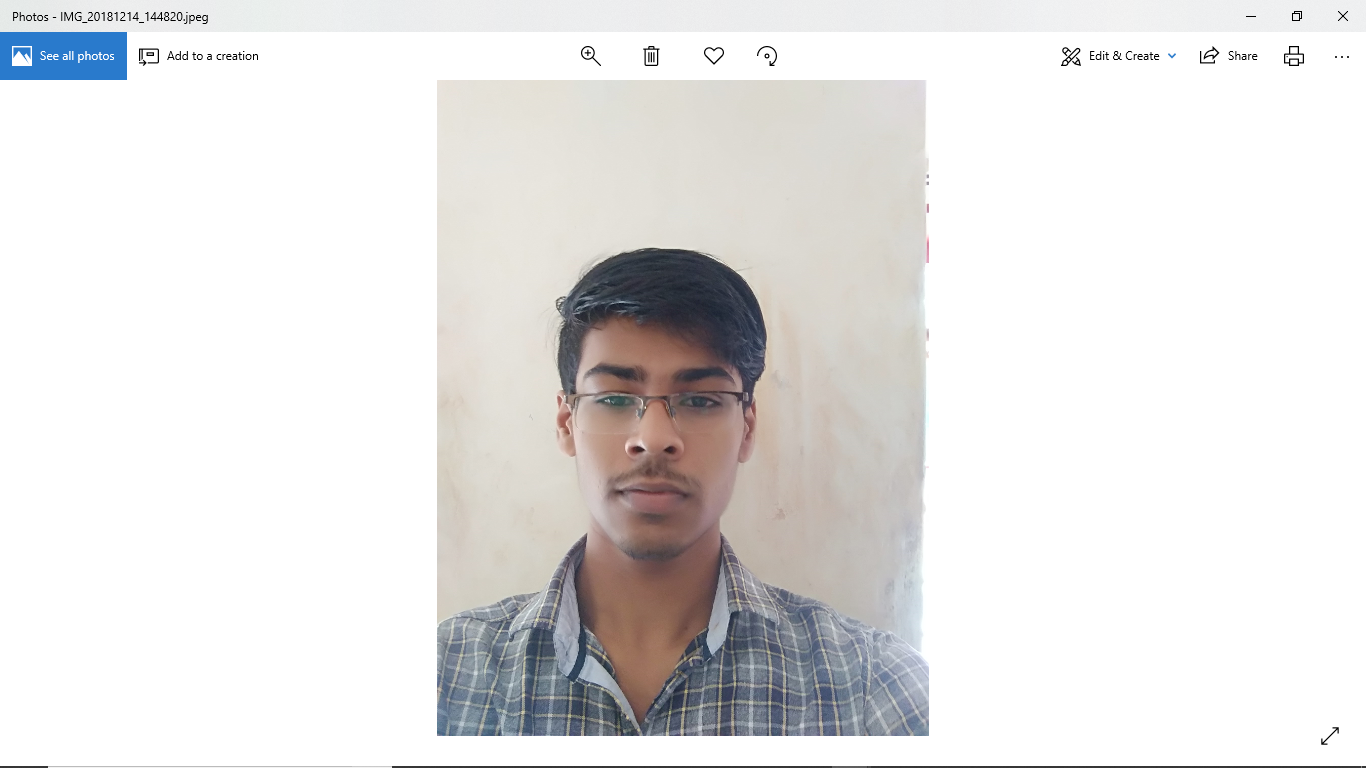 Photos - IMG_20181214_144820.jpeg
See all photos
Add to a creation
Edit & Create
Share